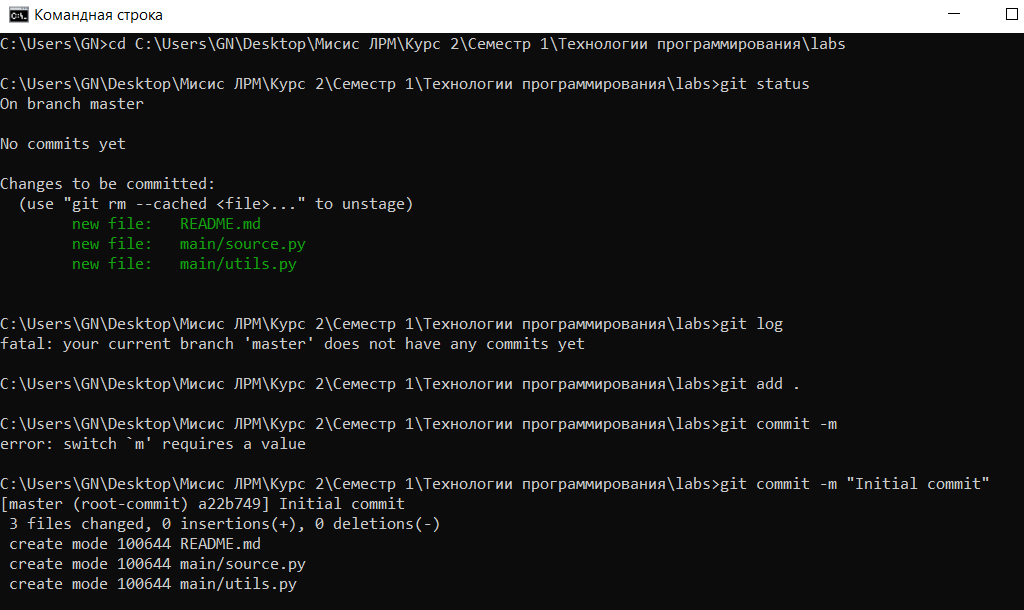 Командная строка
C:\Users\GN>cd C:\Users\GN\Desktop\Мисис ЛРМ\Курс 2\Семестр 1\Технологии программирования\labs
C:\Users\GN\Desktop\Мисис ЛРМ\Курс 2\Семестр 1\Технологии программирования\labs>git status
On branch master
No commits yet
Changes to be committed:
  (use "git rm --cached <file>..." to unstage)
        new file:   README.md
        new file:   main/source.py
        new file:   main/utils.py
C:\Users\GN\Desktop\Мисис ЛРМ\Курс 2\Семестр 1\Технологии программирования\labs>git log
fatal: your current branch 'master' does not have any commits yet
C:\Users\GN\Desktop\Мисис ЛРМ\Курс 2\Семестр 1\Технологии программирования\labs>git add .
C:\Users\GN\Desktop\Мисис ЛРМ\Курс 2\Семестр 1\Технологии программирования\labs>git commit -m
error: switch `m' requires a value
C:\Users\GN\Desktop\Мисис ЛРМ\Курс 2\Семестр 1\Технологии программирования\labs>git commit -m "Initial commit"
[master (root-commit) a22b749] Initial commit
 3 files changed, 0 insertions(+), 0 deletions(-)
 create mode 100644 README.md
 create mode 100644 main/source.py
 create mode 100644 main/utils.py